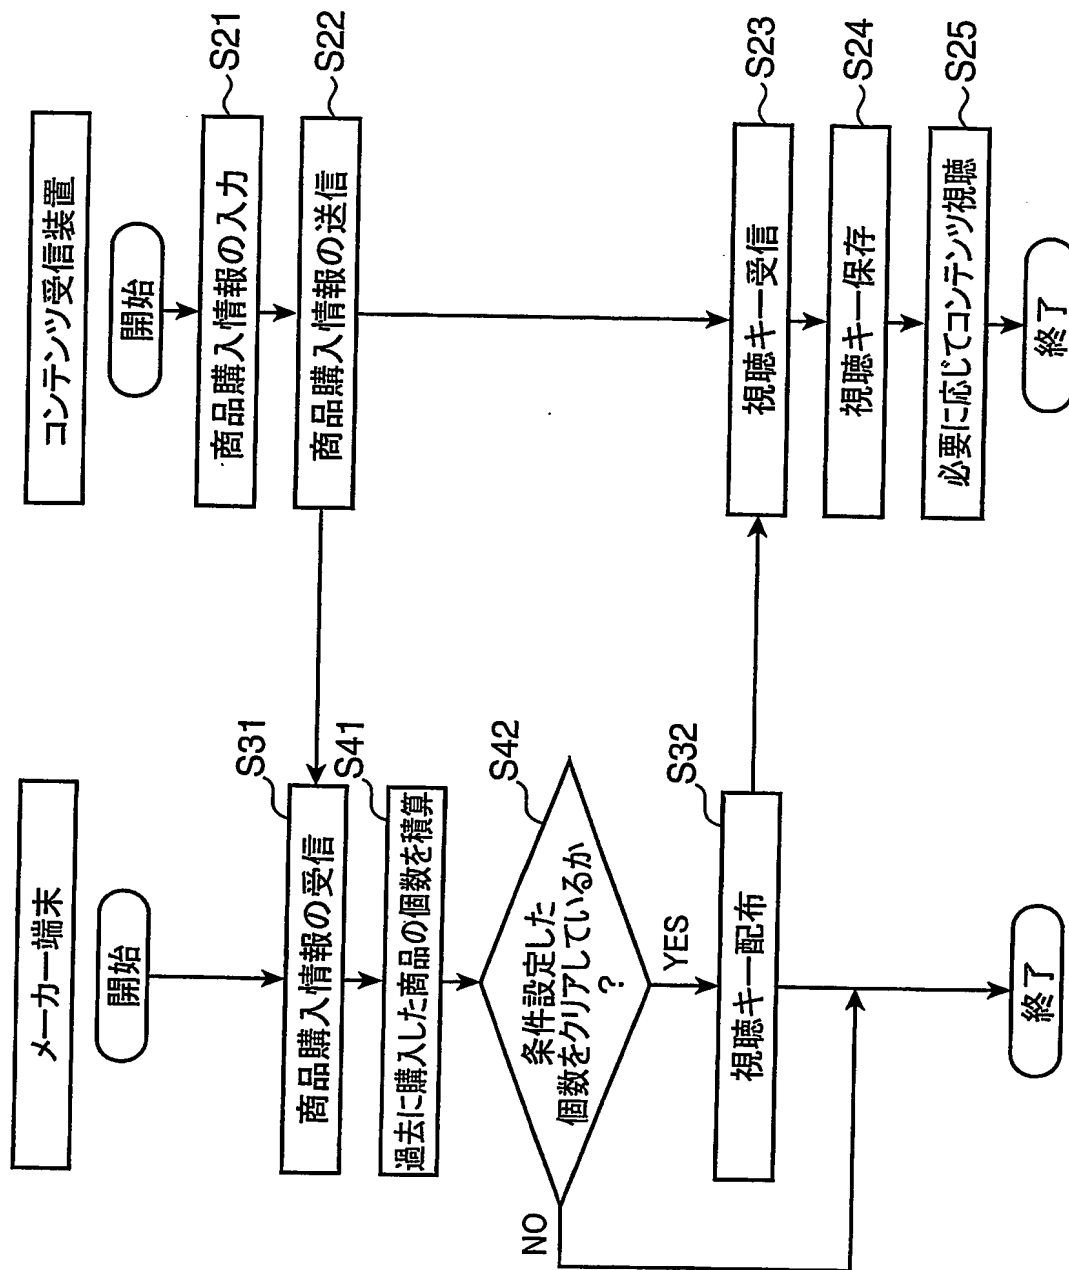 メーカー端末
開始
S31
商品購入情報の受信
S41
過去に購入した商品の個数を積算
S42
条件設定した
個数をクリアしているか
?
YES
NO
S32
視聴キー配布
終了
コンテンツ受信装置
開始
S21
商品購入情報の入力
S22
商品購入情報の送信
S23
視聴キー受信
S24
視聴キー保存
S25
必要に応じてコンテンツ視聴
終了